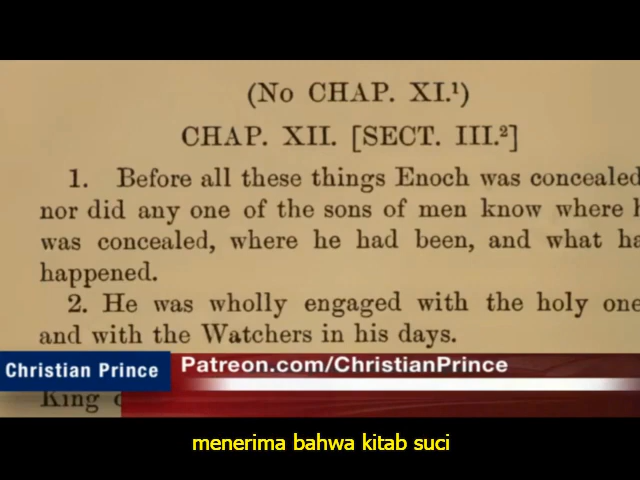 (No CHAP. XI.¹)
CHAP. XII. [SECT. III.²]
1. Before all these things Enoch was concealed
nor did any one of the sons of men know where
was concealed, where he had been, and what
happened.
2. He was wholly engaged with the holy
and with the Watchers in his days.
Christian Prince
Patreon.com/ChristianPrince
King
menerima bahwa kitab suci